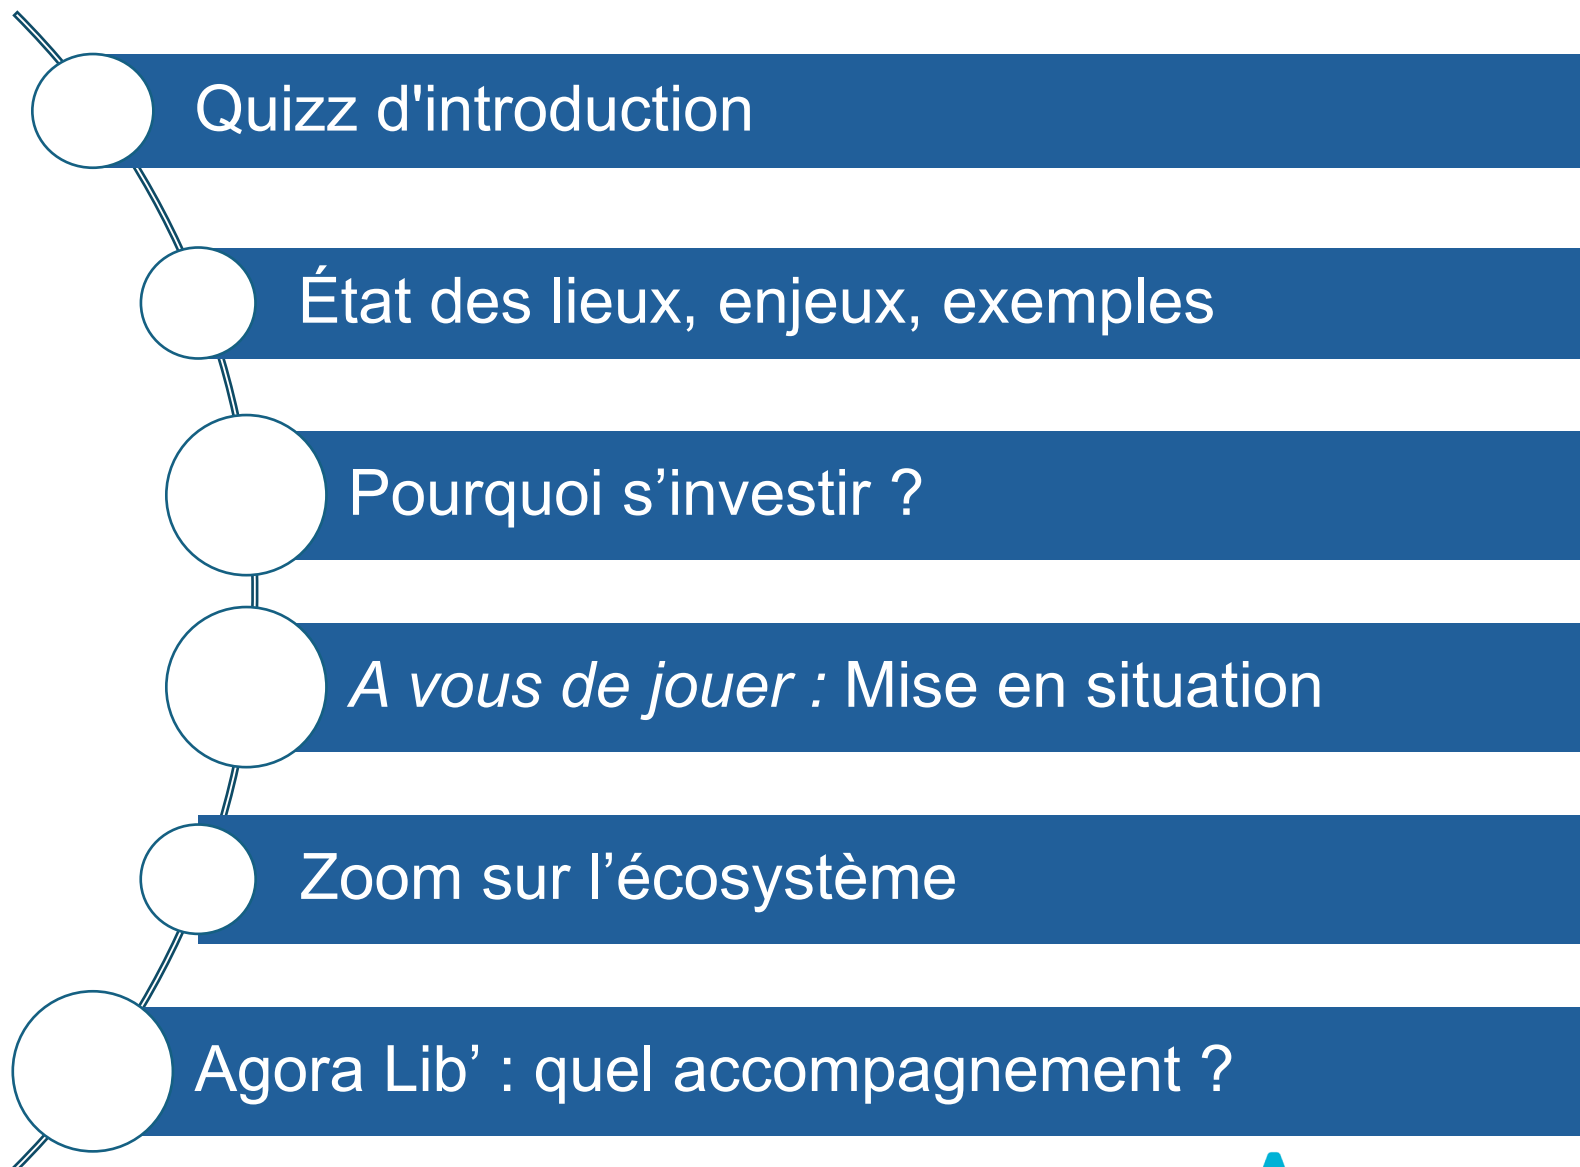 Quizz d'introduction
État des lieux, enjeux, exemples
Pourquoi s’investir ?
A vous de jouer : Mise en situation
Zoom sur l’écosystème
Agora Lib’ : quel accompagnement ?